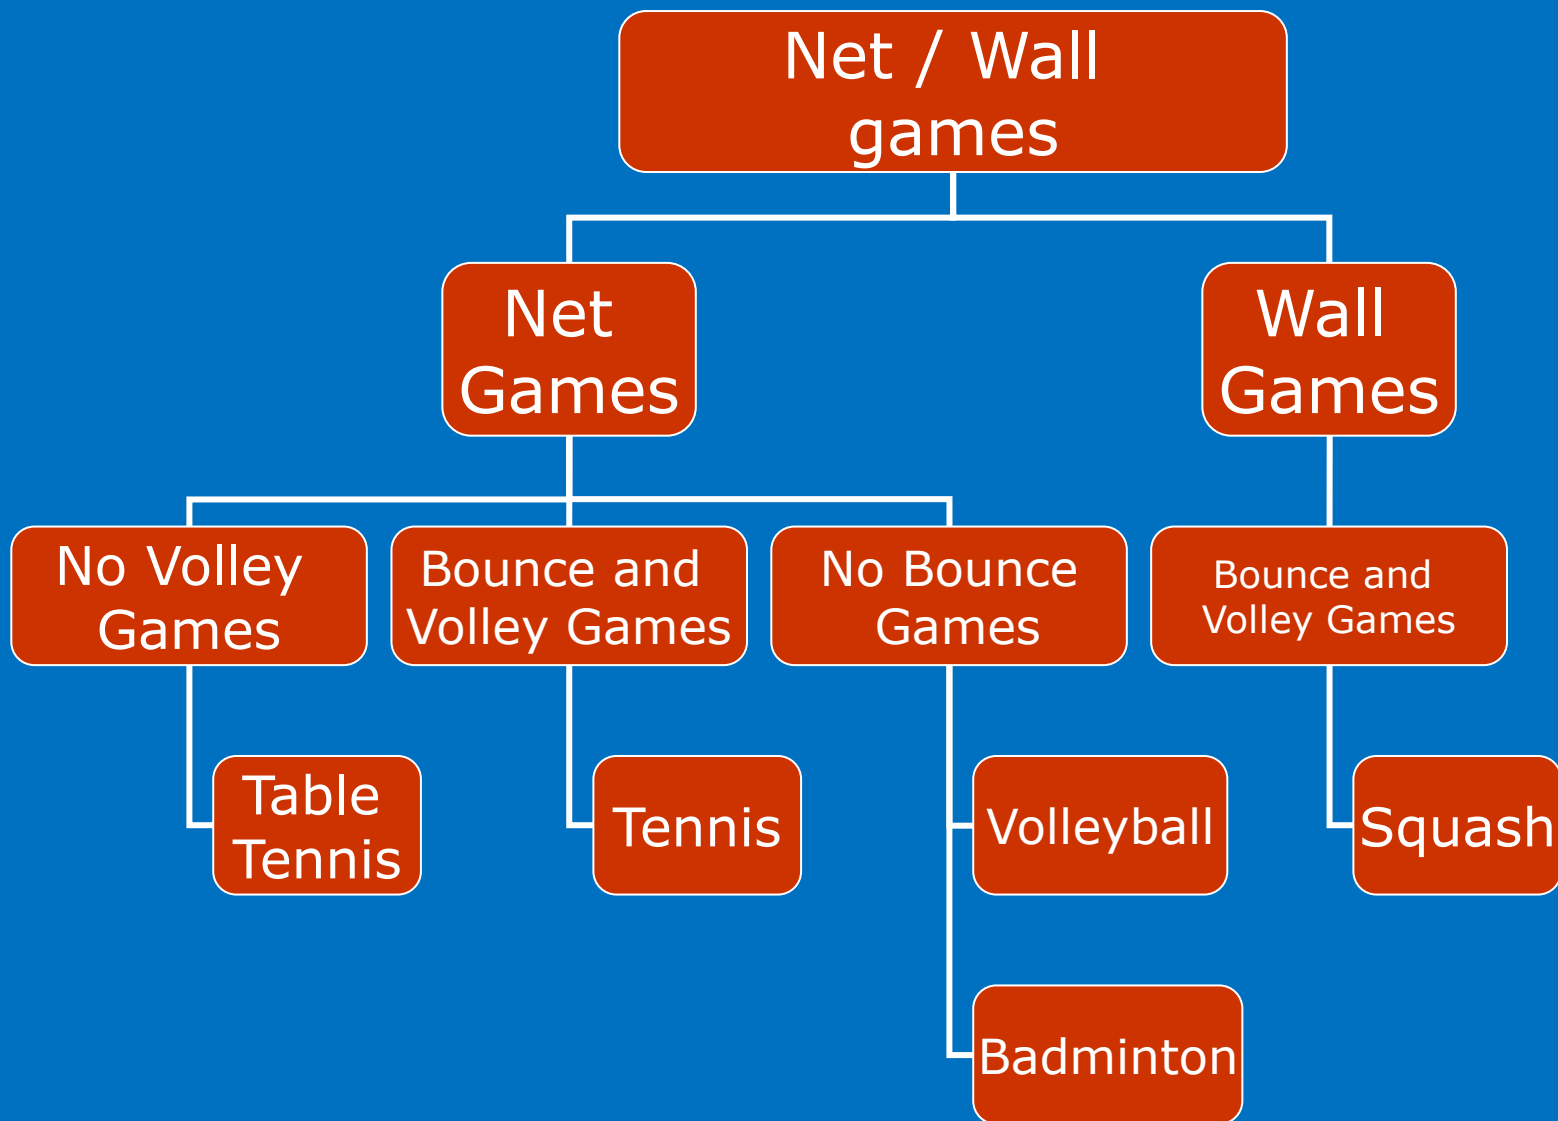 Net / Wall
games
Net
Games
Wall
Games
No Volley
Games
Bounce and
Volley Games
No Bounce
Games
Bounce and
Volley Games
Table
Tennis
Tennis
Volleyball
Squash
Badminton